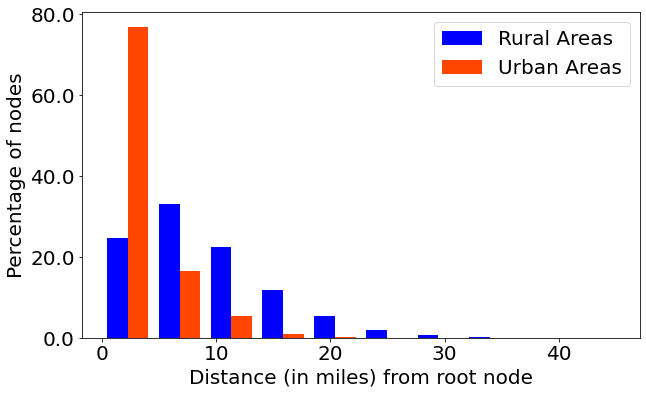 80.0
60.0
40.0
20.0
0.0
Percentage of nodes
Rural Areas
Urban Areas
0 10 20 30 40
Distance (in miles) from root node